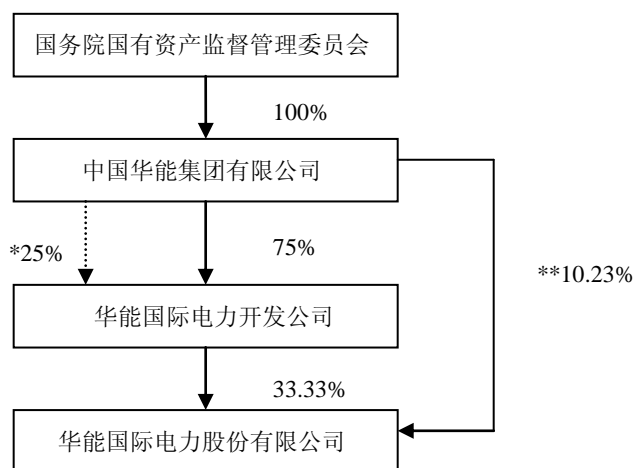 国务院国有资产监督管理委员会
100%
中国华能集团有限公司
*25%
75%
**10.23%
华能国际电力开发公司
33.33%
华能国际电力股份有限公司